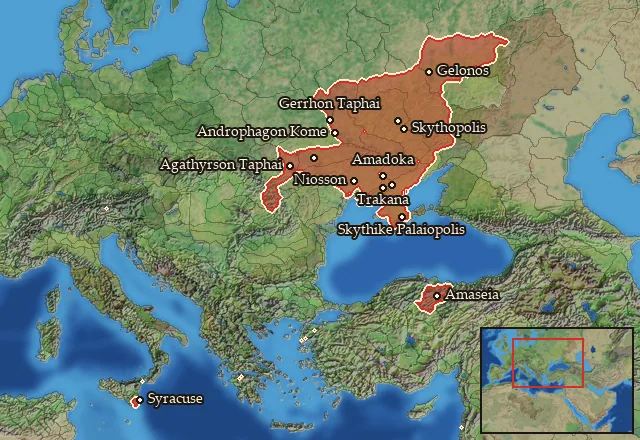 Gelonos
Gerrhon Taphai
Androphagon Kome
Skythopolis
Agathyrson Taphai
Amadoka
Niosson
Trakana
Skythike Palaiopolis
Amaseia
Syracuse